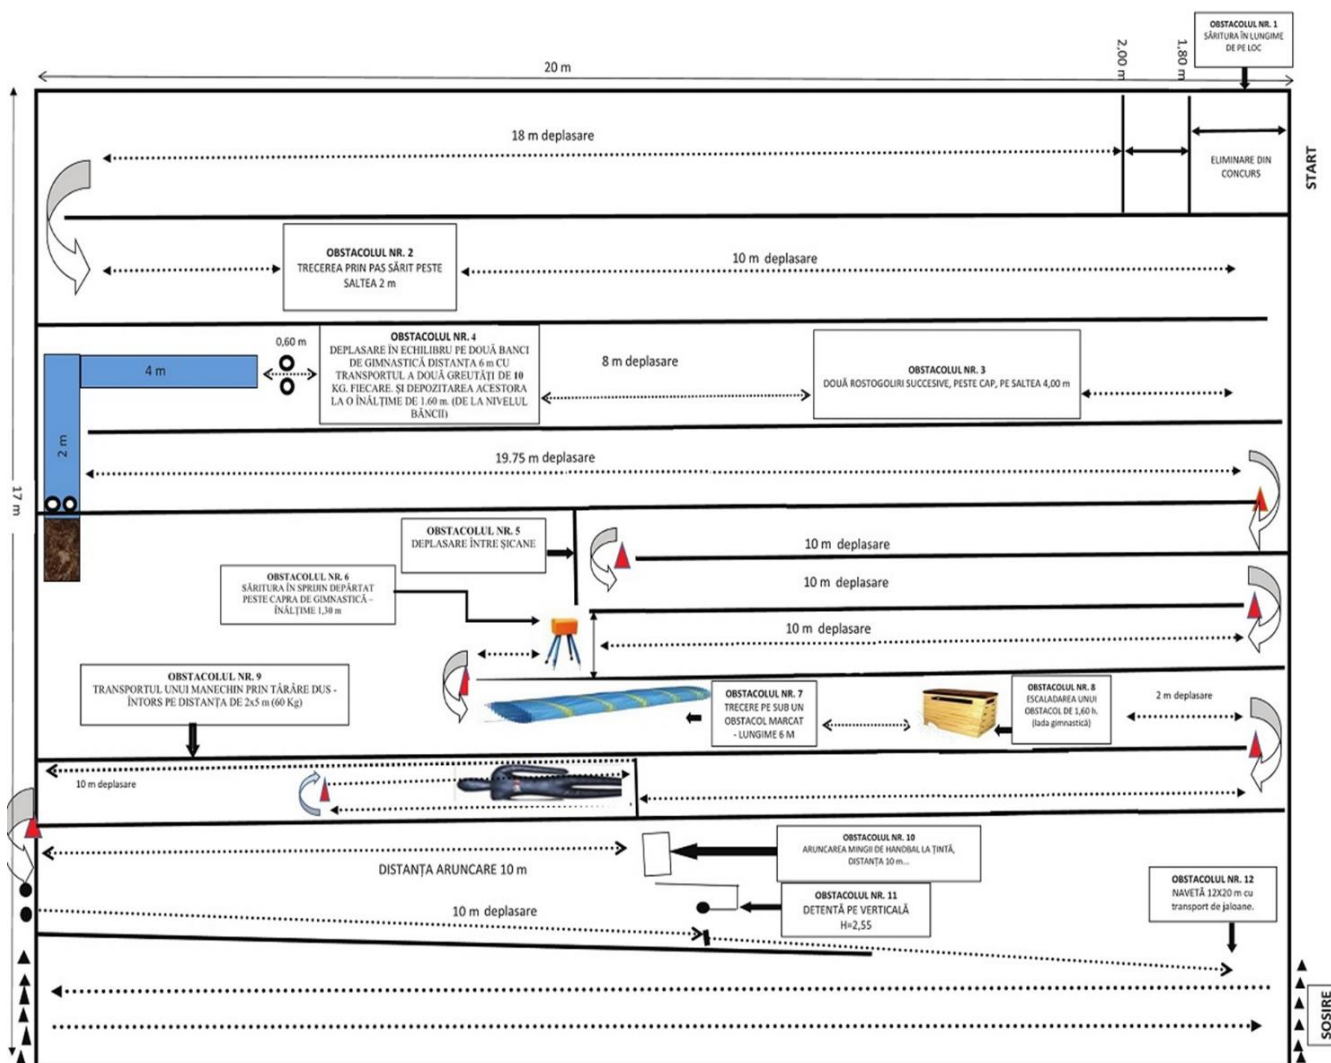 OBSTACOLUL NR. 1
SĂRITURA ÎN LUNGIME
DE PE LOC
20 m
2,00 m
1,80 m
18 m deplasare
ELIMINARE DIN
CONCURS
START
OBSTACOLUL NR. 2
TRECEREA PRIN PAS SĂRIT PESTE
SALTEA 2 m
10 m deplasare
4 m
0,60 m
OBSTACOLUL NR. 4
DEPLASARE ÎN ECHILIBRU PE DOUĂ BANCI
DE GIMNASTICĂ DISTANȚA 6 m CU
TRANSPORTUL A DOUĂ GREUTĂȚI DE 10
KG. FIECARE. ȘI DEPOZITAREA ACESTORA
LA O ÎNĂLȚIME DE 1.60 m. (DE LA NIVELUL
BĂNCII)
8 m deplasare
OBSTACOLUL NR. 3
DOUĂ ROSTOGOLIRI SUCCESIVE, PESTE CAP, PE SALTEA 4,00 m
2 m
19.75 m deplasare
17 m
OBSTACOLUL NR. 5
DEPLASARE ÎNTRE ȘICANE
10 m deplasare
OBSTACOLUL NR. 6
SĂRITURA ÎN SPRIJIN DEPĂRTAT
PESTE CAPRA DE GIMNASTICĂ –
ÎNĂLȚIME 1,30 m
10 m deplasare
10 m deplasare
OBSTACOLUL NR. 9
TRANSPORTUL UNUI MANECHIN PRIN TÂRÂRE DUS -
ÎNTORS PE DISTANȚA DE 2x5 m (60 Kg)
OBSTACOLUL NR. 7
TRECERE PE SUB UN
OBSTACOL MARCAT
- LUNGIME 6 M
OBSTACOLUL NR. 8
ESCALADAREA UNUI
OBSTACOL DE 1,60 h.
(lada gimnastică)
2 m deplasare
10 m deplasare
OBSTACOLUL NR. 10
ARUNCAREA MINGII DE HANDBAL LA ȚINTĂ,
DISTANȚA 10 m...
DISTANȚA ARUNCARE 10 m
OBSTACOLUL NR. 11
DETENTĂ PE VERTICALĂ
H=2,55
OBSTACOLUL NR. 12
NAVETĂ 12X20 m cu
transport de jaloane.
10 m deplasare
SOSIRE